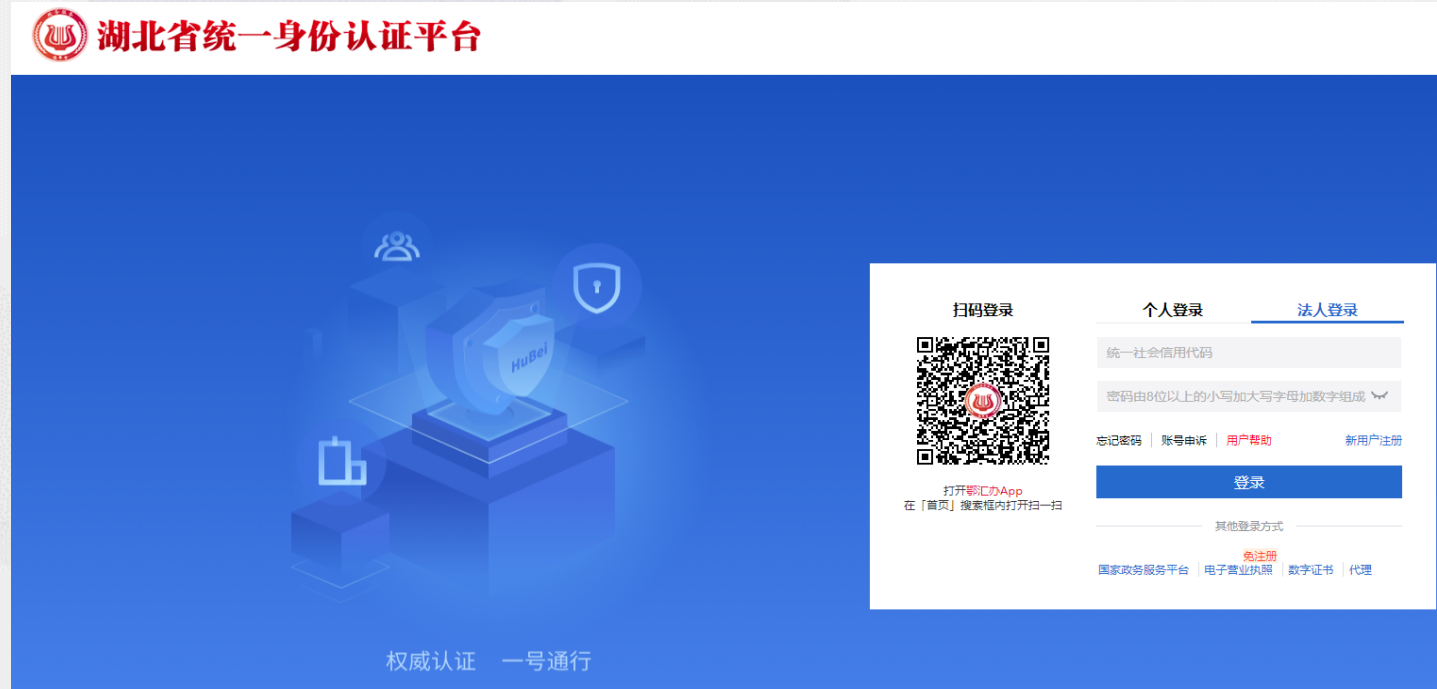 湖北省统一身份认证平台
HuBei
权威认证 一号通行
扫码登录
打开鄂汇办App
在「首页」搜索框内打开扫一扫
个人登录 法人登录
统一社会信用代码
密码由8位以上的小写加大写字母加数字组成
忘记密码 账号申诉 用户帮助 新用户注册
登录
其他登录方式
免注册
国家政务服务平台 电子营业执照 数字证书 代理